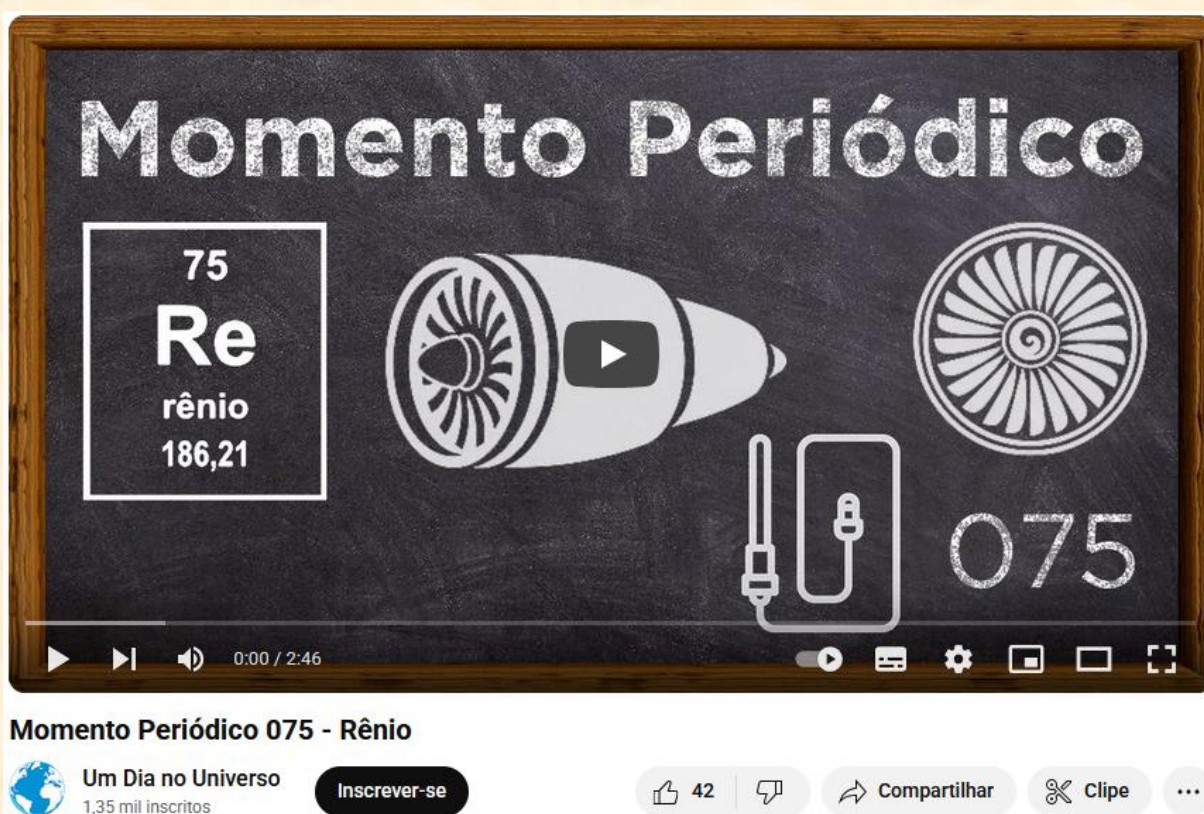 Momento Periódico
75
Re
rênio
186,21
075
0:00 / 2:46
Momento Periódico 075 - Rênio
Um Dia no Universo
1,35 mil inscritos
Inscrever-se
42
Compartilhar
Clipe